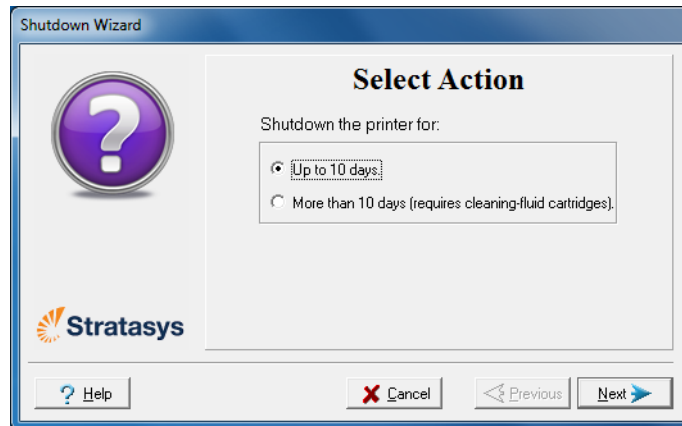 Shutdown Wizard
Select Action
Shutdown the printer for:
Up to 10 days.
More than 10 days (requires cleaning-fluid cartridges).
Stratasys
? Help
Cancel
Previous
Next